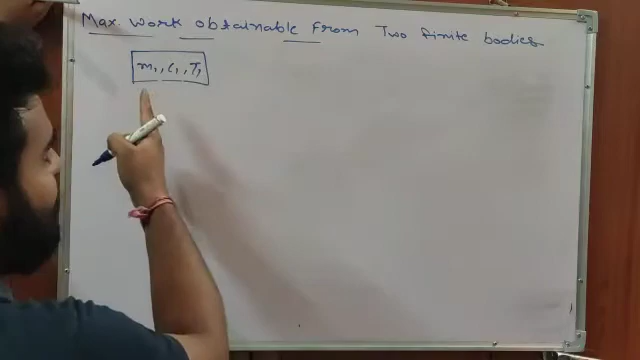 Max. work obtainable from Two finite bodies
m₁, c₁, T₁